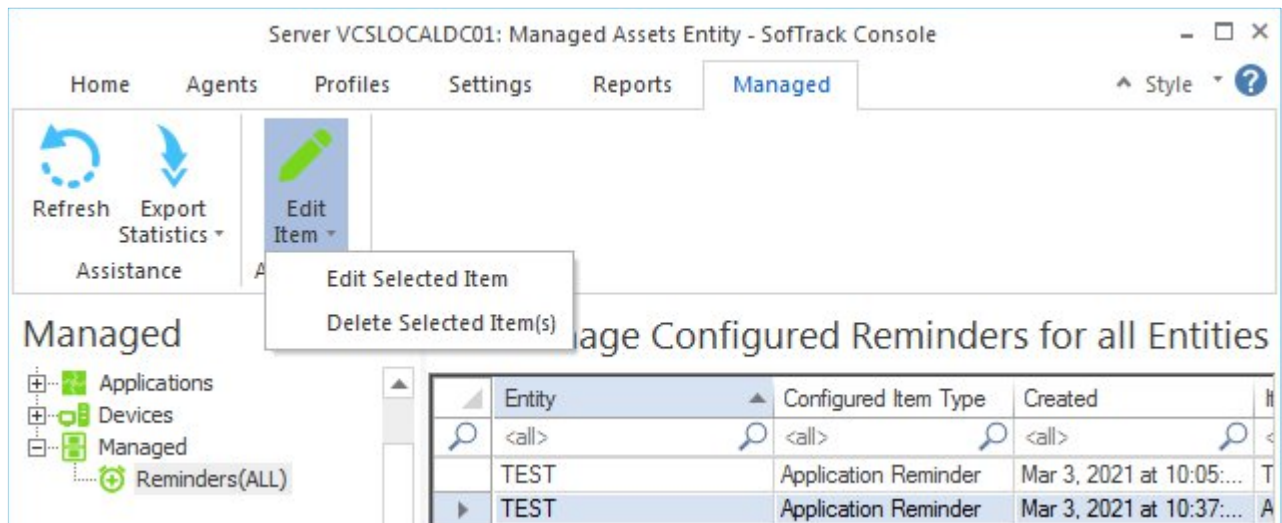 Server VCSLOCALDC01: Managed Assets Entity - SofTrack Console
Home Agents Profiles Settings Reports Managed Style
Refresh Export Statistics Edit Item
Assistance A
Edit Selected Item
Delete Selected Item(s)
Managed
age Configured Reminders for all Entities
Applications
Devices
Managed
Reminders(ALL)
Entity Configured Item Type Created
<all> <all> <all>
TEST Application Reminder Mar 3, 2021 at 10:05:... T
TEST Application Reminder Mar 3, 2021 at 10:37:... A